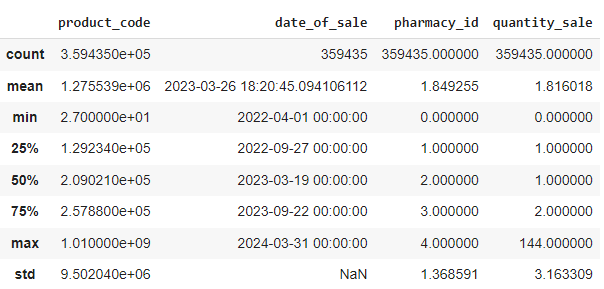 product_code date_of_sale pharmacy_id quantity_sale
count 3.594350e+05 359435 359435.000000 359435.000000
mean 1.275539e+06 2023-03-26 18:20:45.094106112 1.849255 1.816018
min 2.700000e+01 2022-04-01 00:00:00 0.000000 0.000000
25% 1.292340e+05 2022-09-27 00:00:00 1.000000 1.000000
50% 2.090210e+05 2023-03-19 00:00:00 2.000000 1.000000
75% 2.578800e+05 2023-09-22 00:00:00 3.000000 2.000000
max 1.010000e+09 2024-03-31 00:00:00 4.000000 144.000000
std 9.502040e+06 NaN 1.368591 3.163309